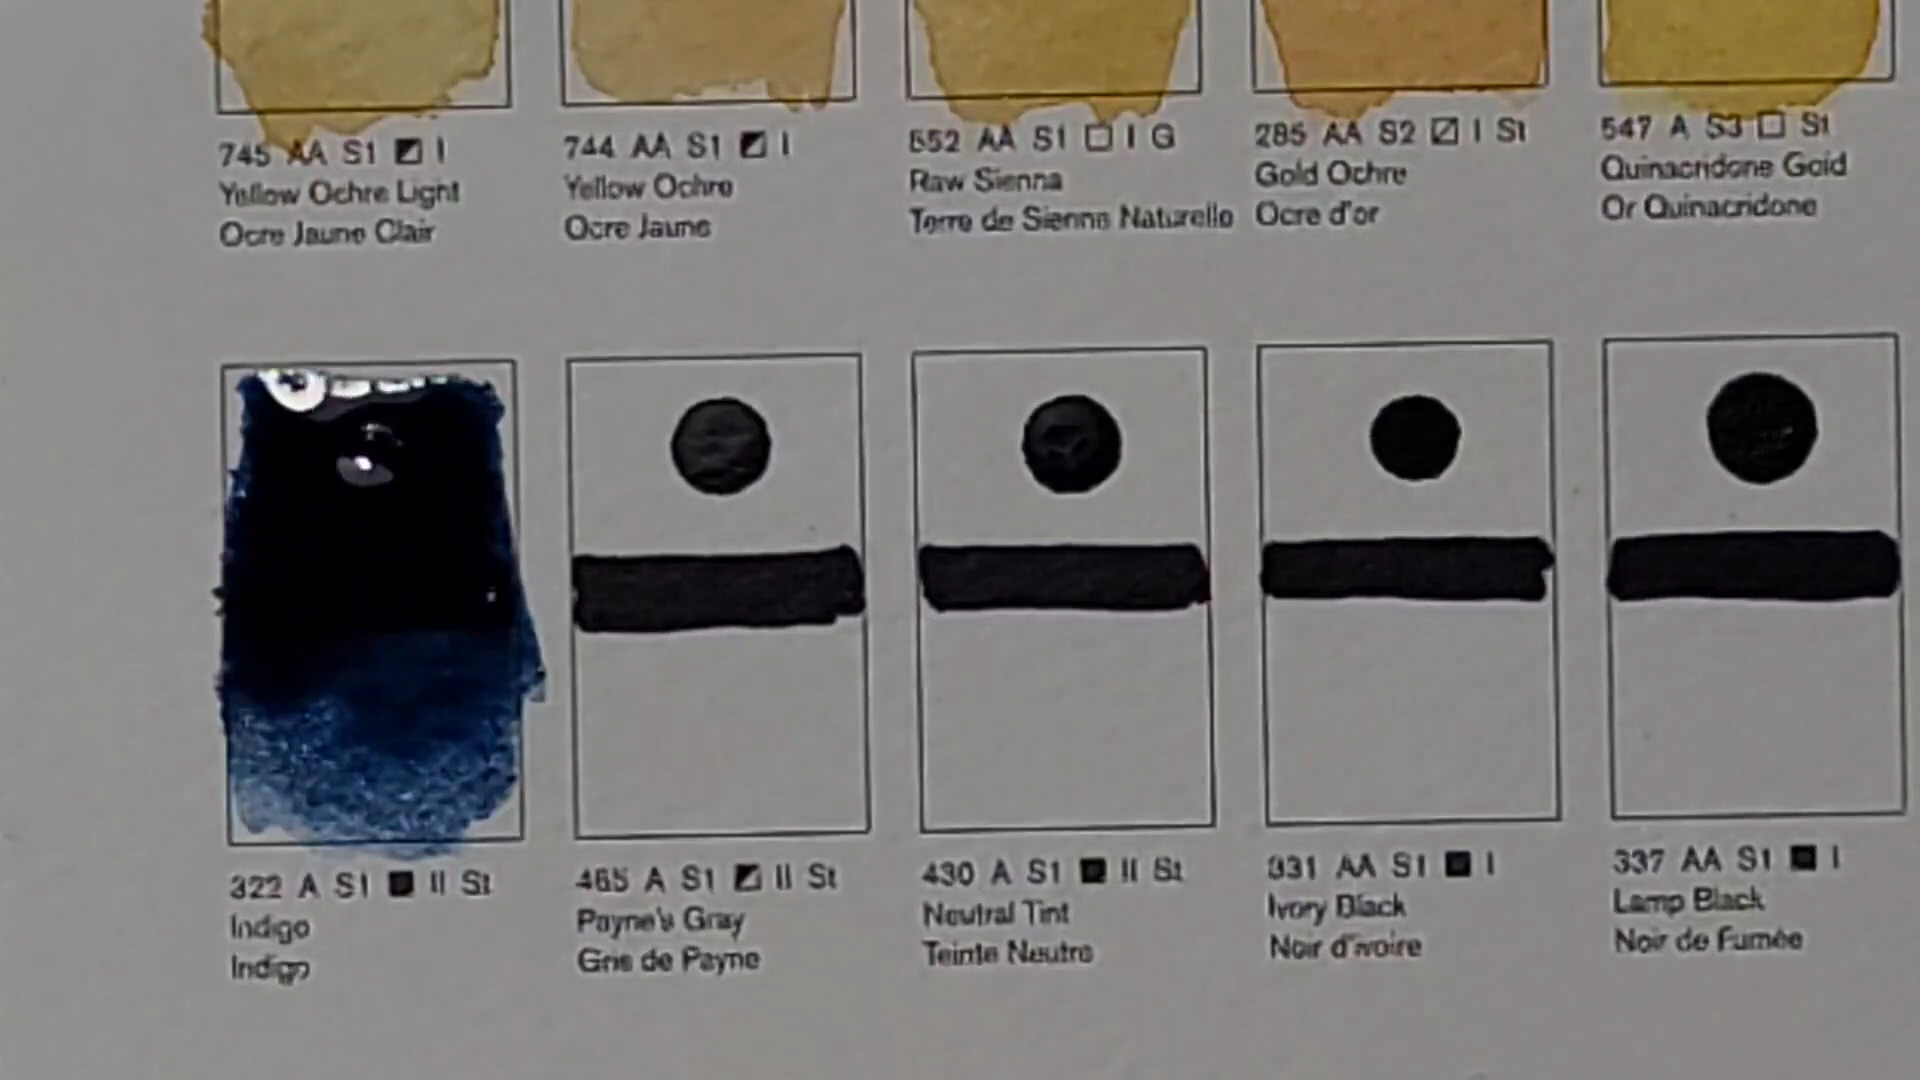 745 AA S1 ◩ I
Yellow Ochre Light
Ocre Jaune Clair
744 AA S1 ◩ I
Yellow Ochre
Ocre Jaune
552 AA S1 □ I G
Raw Sienna
Terre de Sienne Naturelle
285 AA S2 ⍁ I St
Gold Ochre
Ocre d'or
547 A S3 □ St
Quinacridone Gold
Or Quinacridone
322 A S1 ■ II St
Indigo
Indigo
465 A S1 ◩ II St
Payne's Gray
Gris de Payne
430 A S1 ■ II St
Neutral Tint
Teinte Neutre
331 AA S1 ■ I
Ivory Black
Noir d'ivoire
337 AA S1 ■ I
Lamp Black
Noir de Fumée